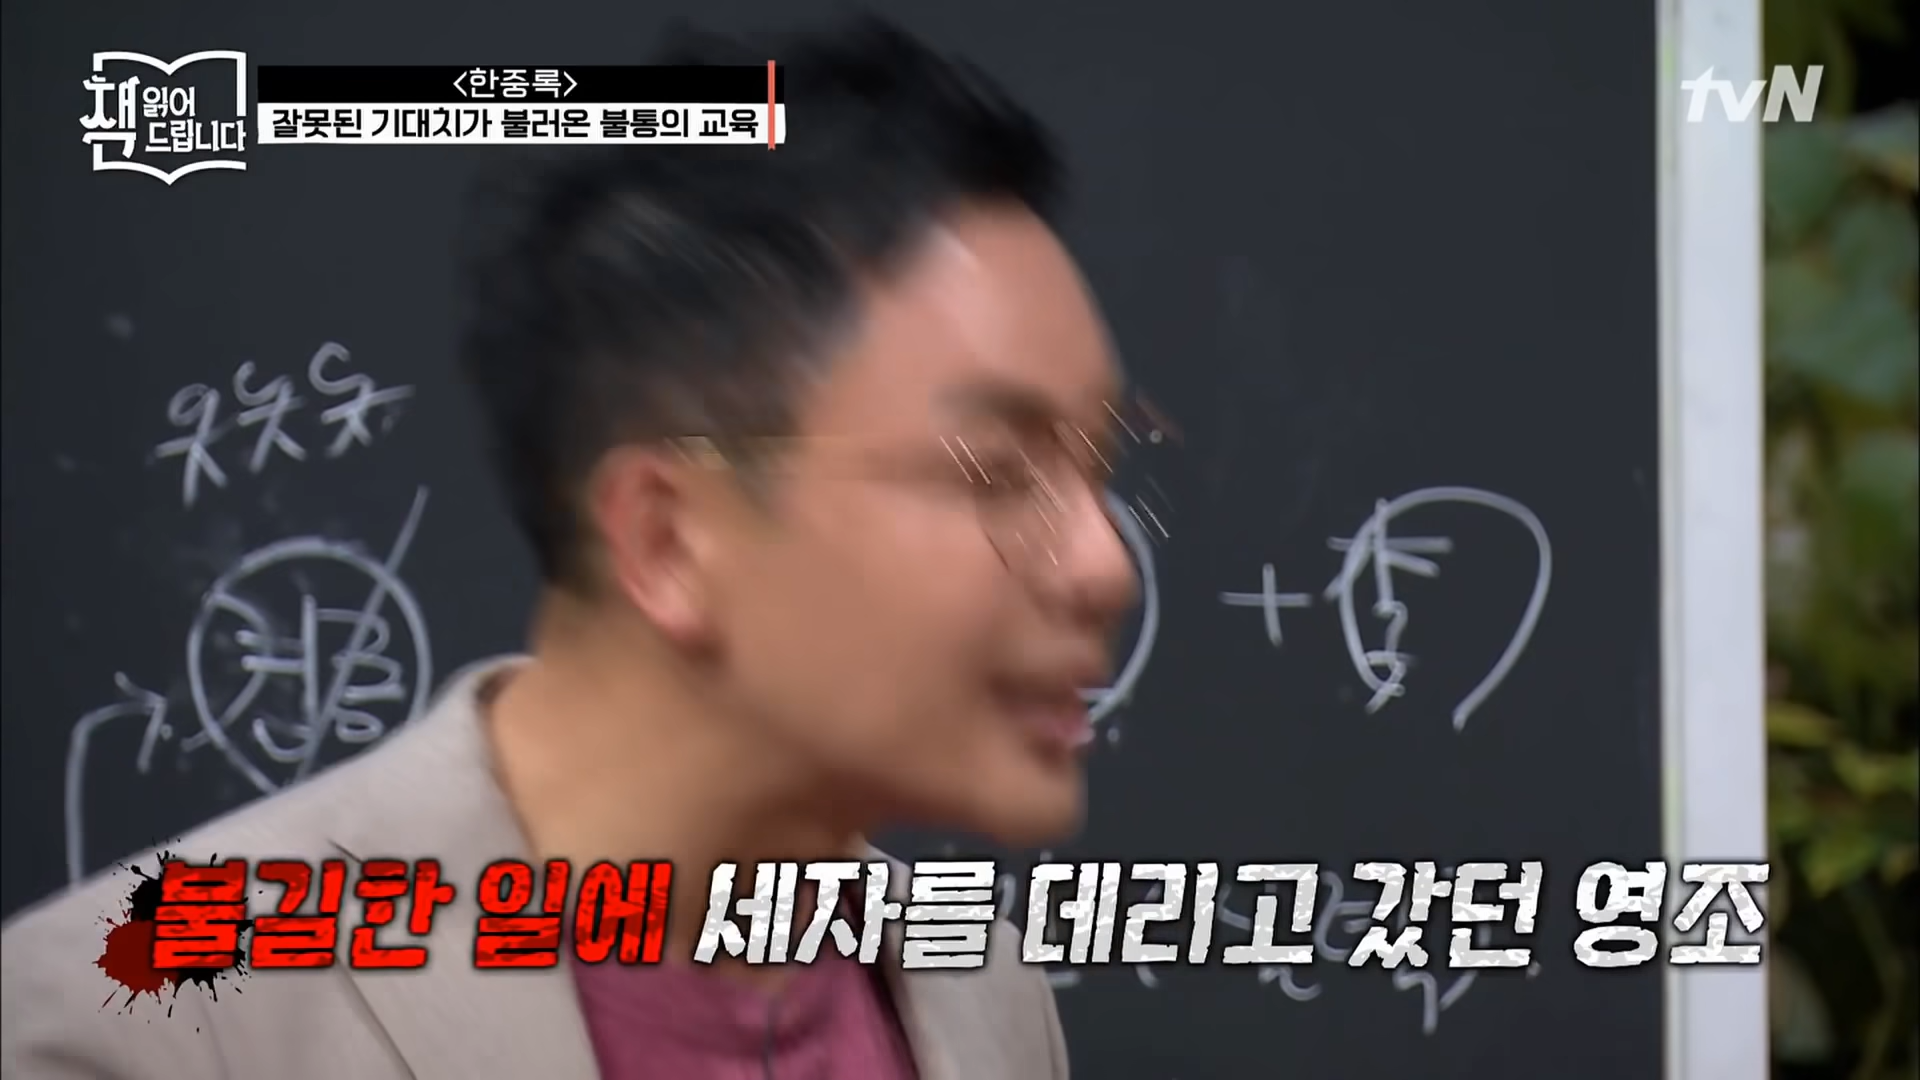 책 읽어
드립니다
<한중록>
잘못된 기대치가 불러온 불통의 교육
tvN
+
불길한 일에 세자를 데리고 갔던 영조